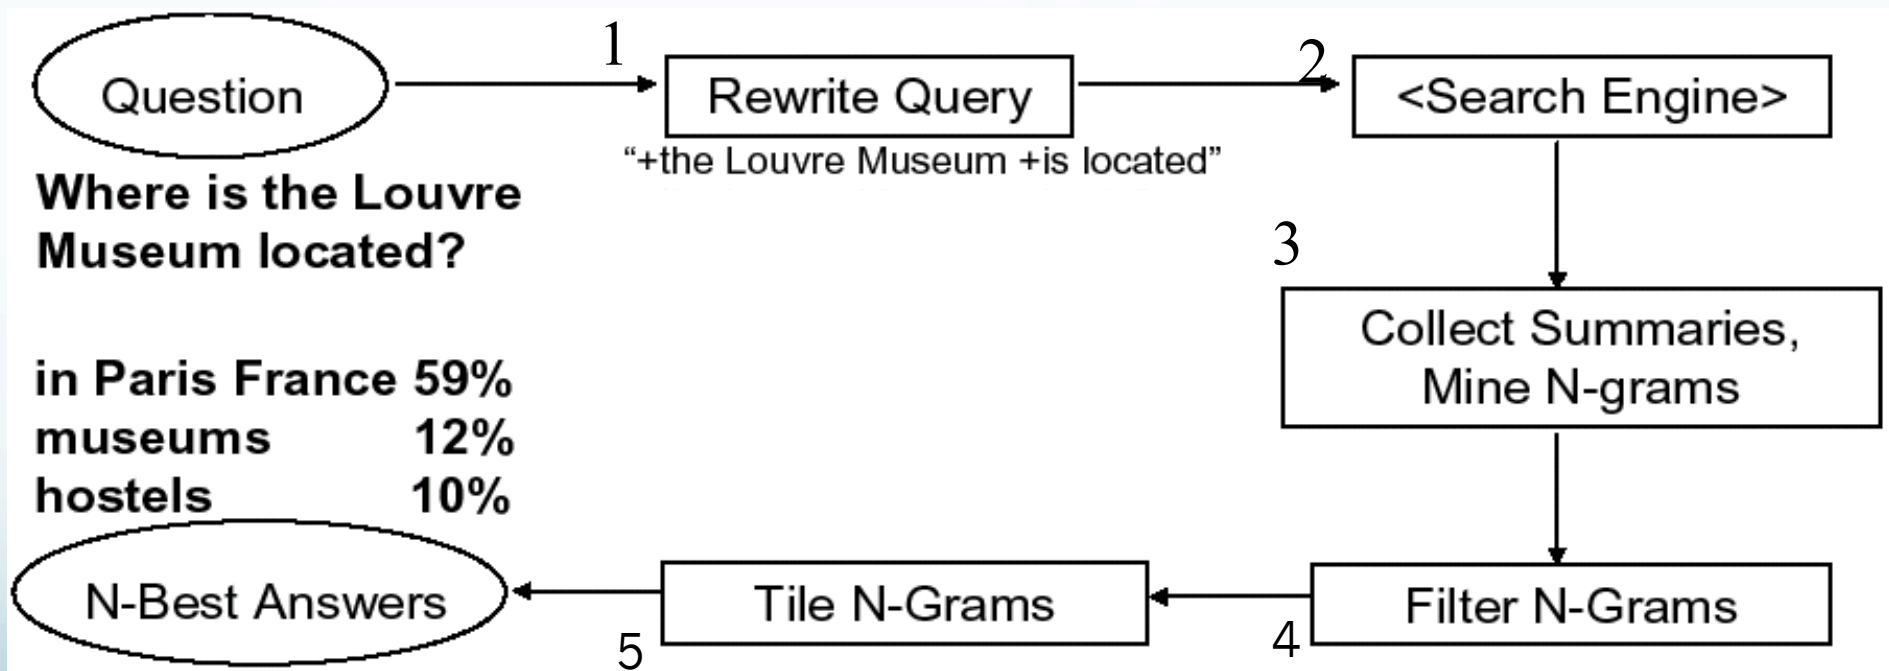 1
2
Question
Rewrite Query
<Search Engine>
“+the Louvre Museum +is located”
Where is the Louvre
Museum located?
3
Collect Summaries,
Mine N-grams
in Paris France 59%
museums 12%
hostels 10%
N-Best Answers
Tile N-Grams
Filter N-Grams
5
4